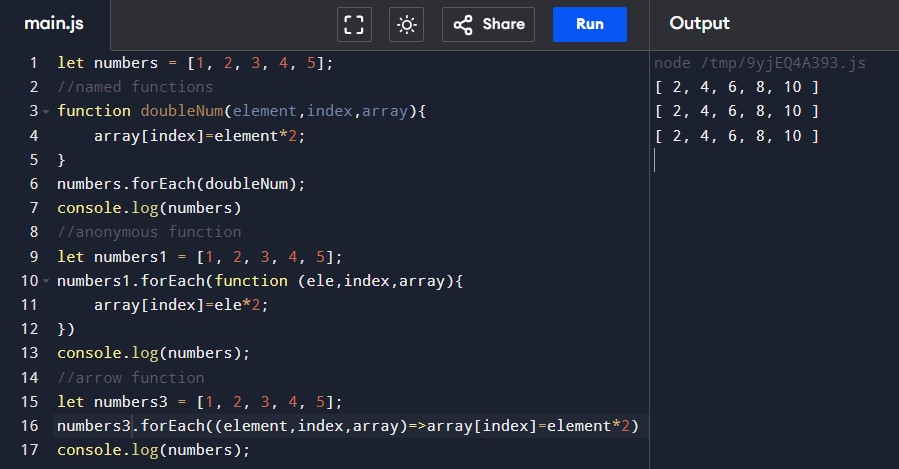 main.js
Share
Run
Output
1 let numbers = [1, 2, 3, 4, 5];
2 //named functions
3 function doubleNum(element,index,array){
4     array[index]=element*2;
5 }
6 numbers.forEach(doubleNum);
7 console.log(numbers)
8 //anonymous function
9 let numbers1 = [1, 2, 3, 4, 5];
10 numbers1.forEach(function (ele,index,array){
11     array[index]=ele*2;
12 })
13 console.log(numbers);
14 //arrow function
15 let numbers3 = [1, 2, 3, 4, 5];
16 numbers3.forEach((element,index,array)=>array[index]=element*2)
17 console.log(numbers);
node /tmp/9yjEQ4A393.js
[ 2, 4, 6, 8, 10 ]
[ 2, 4, 6, 8, 10 ]
[ 2, 4, 6, 8, 10 ]